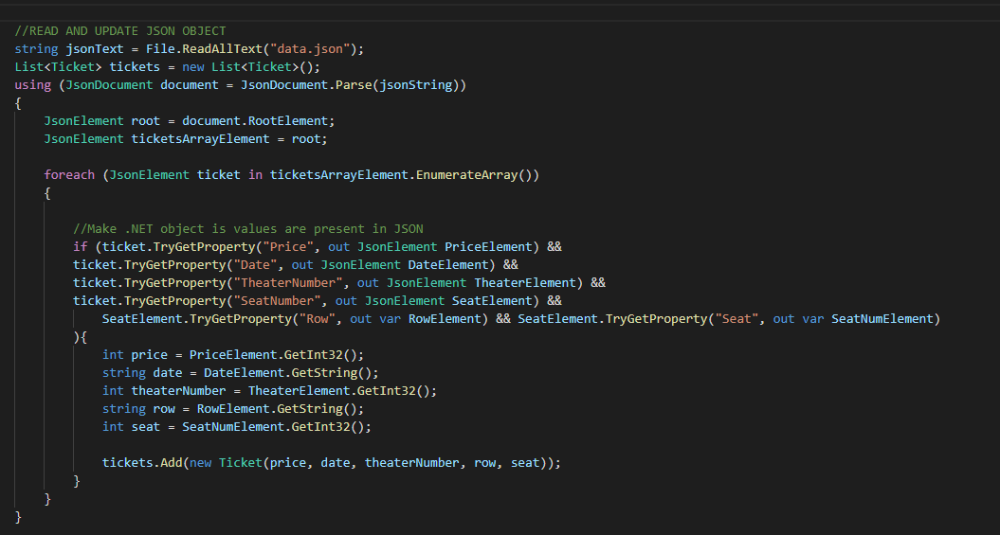 //READ AND UPDATE JSON OBJECT
string jsonText = File.ReadAllText("data.json");
List<Ticket> tickets = new List<Ticket>();
using (JsonDocument document = JsonDocument.Parse(jsonString))
{
    JsonElement root = document.RootElement;
    JsonElement ticketsArrayElement = root;
    foreach (JsonElement ticket in ticketsArrayElement.EnumerateArray())
    {
        //Make .NET object is values are present in JSON
        if (ticket.TryGetProperty("Price", out JsonElement PriceElement) &&
        ticket.TryGetProperty("Date", out JsonElement DateElement) &&
        ticket.TryGetProperty("TheaterNumber", out JsonElement TheaterElement) &&
        ticket.TryGetProperty("SeatNumber", out JsonElement SeatElement) &&
            SeatElement.TryGetProperty("Row", out var RowElement) && SeatElement.TryGetProperty("Seat", out var SeatNumElement)
        ){
            int price = PriceElement.GetInt32();
            string date = DateElement.GetString();
            int theaterNumber = TheaterElement.GetInt32();
            string row = RowElement.GetString();
            int seat = SeatNumElement.GetInt32();
            tickets.Add(new Ticket(price, date, theaterNumber, row, seat));
        }
    }
}